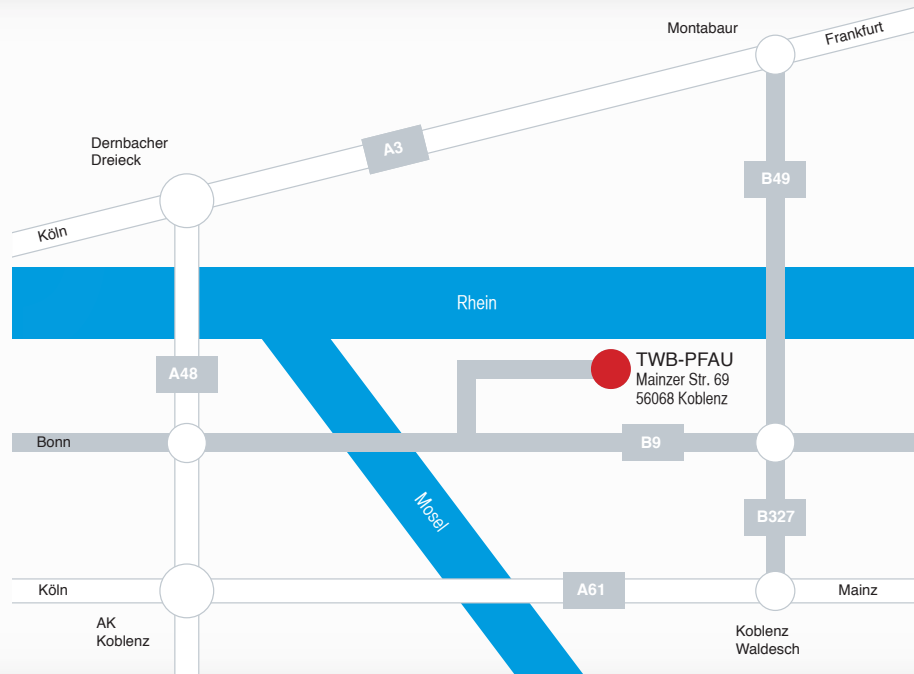 Montabaur
Frankfurt
Dernbacher
Dreieck
A3
B49
Köln
Rhein
TWB-PFAU
Mainzer Str. 69
56068 Koblenz
A48
Bonn
B9
Mosel
B327
Köln
A61
Mainz
AK
Koblenz
Koblenz
Waldesch